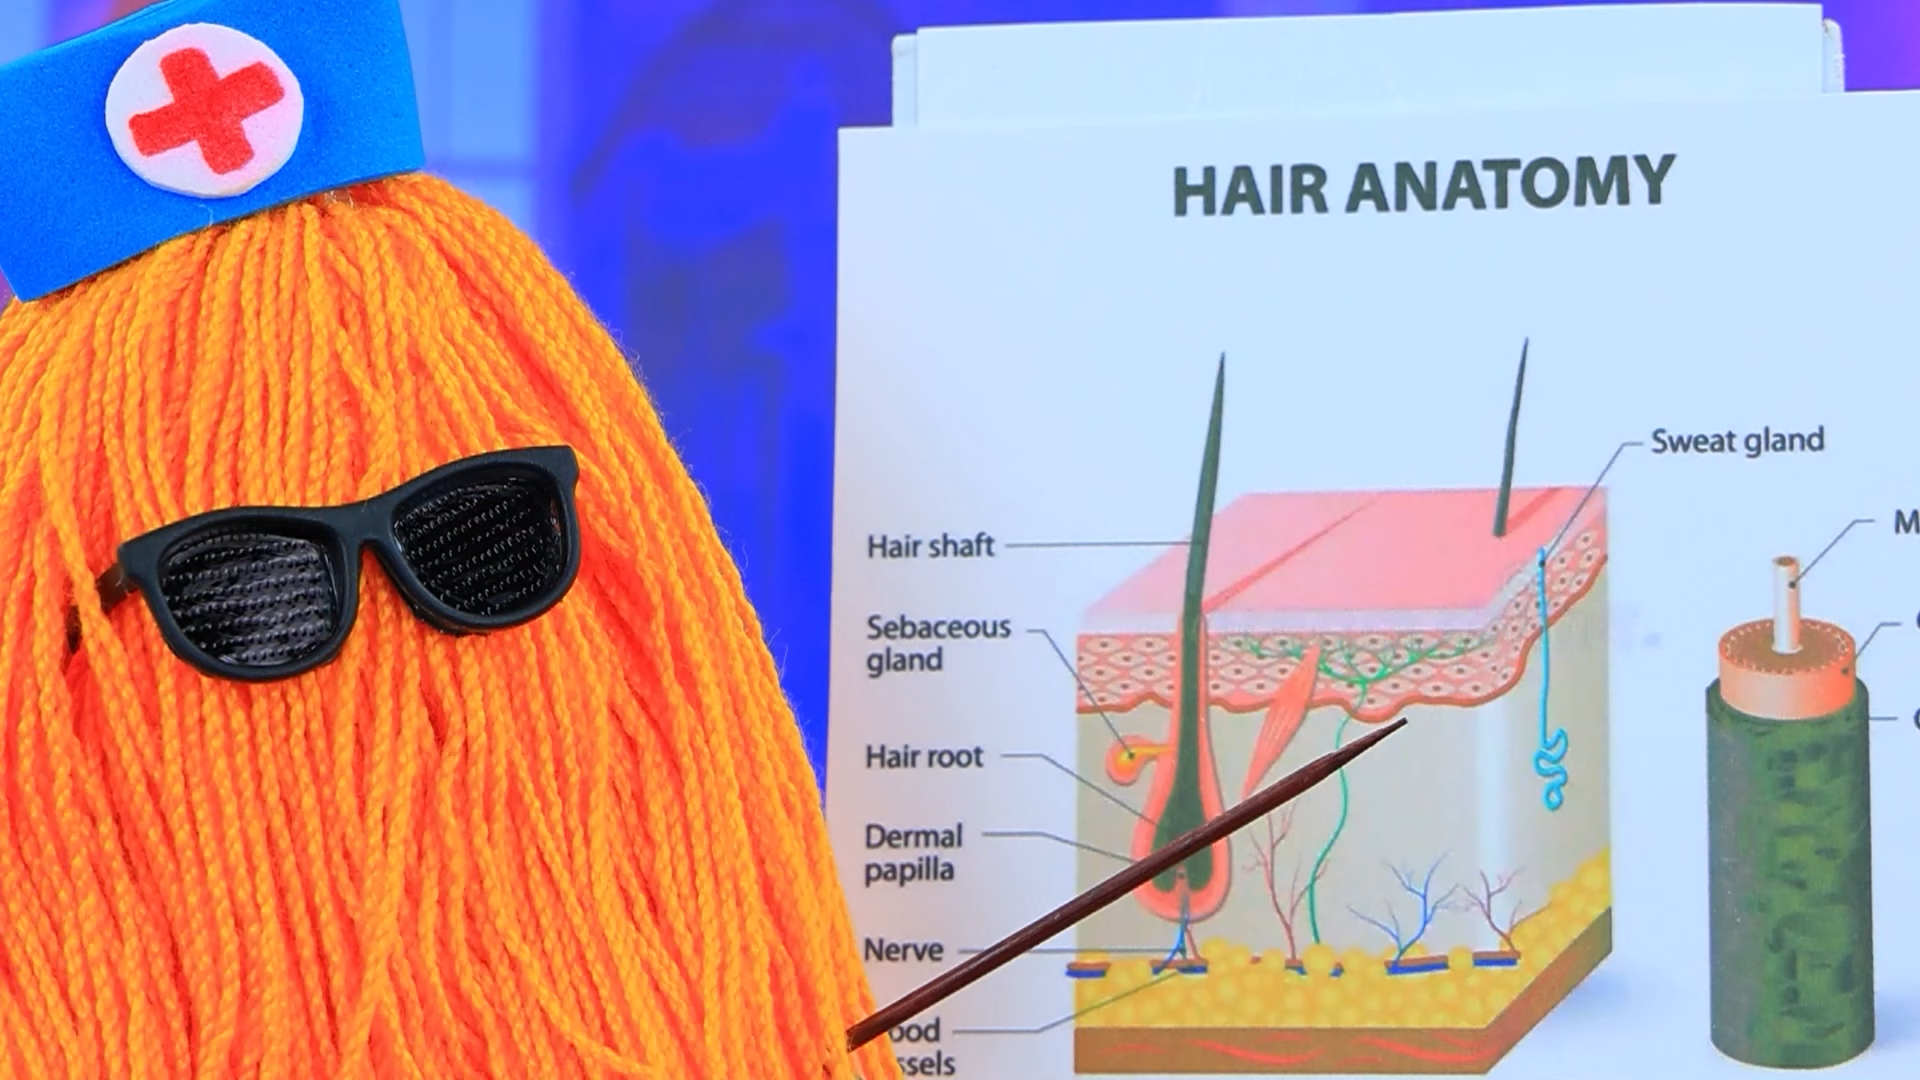 HAIR ANATOMY
Sweat gland
Hair shaft
Sebaceous
gland
Hair root
Dermal
papilla
Nerve